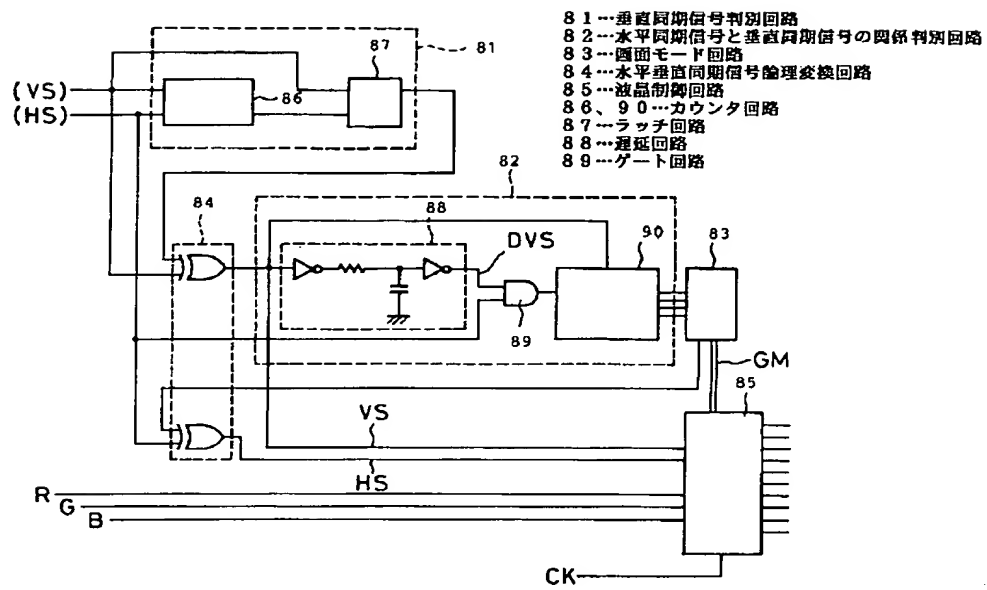 81…垂直同期信号判別回路
82…水平同期信号と垂直同期信号の関係判別回路
83…画面モード回路
84…水平垂直同期信号論理変換回路
85…液晶制御回路
86、90…カウンタ回路
87…ラッチ回路
88…遅延回路
89…ゲート回路
87
81
(VS)
86
(HS)
82
84
88
DVS
90
83
89
GM
85
VS
HS
R
G
B
CK